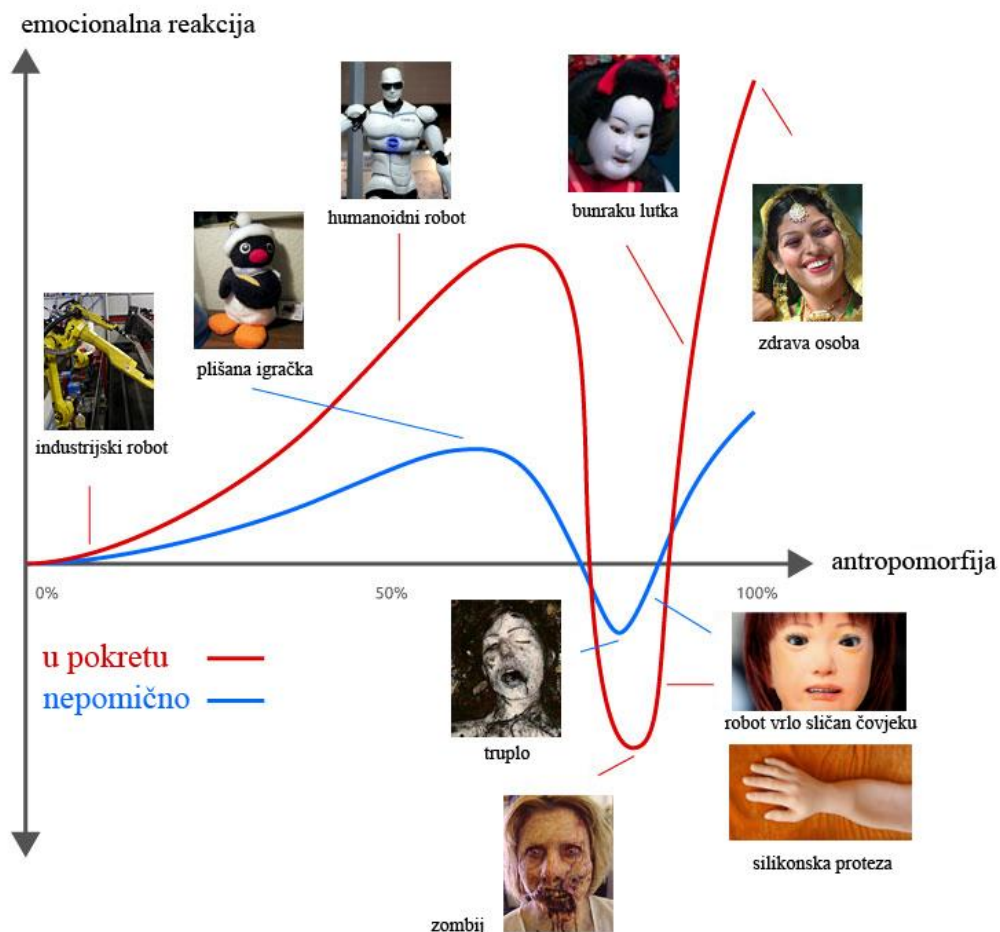 emocionalna reakcija
humanoidni robot
bunraku lutka
plišana igračka
zdrava osoba
industrijski robot
antropomorfija
0%
50%
100%
u pokretu
nepomično
truplo
robot vrlo sličan čovjeku
silikonska proteza
zombij